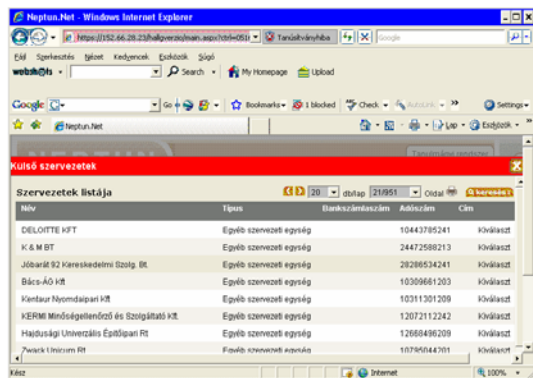 Neptun.Net - Windows Internet Explorer
https://152.66.28.23/hallgverzio/main.aspx?ctrl=051 Tanúsítványhiba Google
Fájl Szerkesztés Nézet Kedvencek Eszközök Súgó
Search My Homepage Upload
Google Go Bookmarks 1 blocked Check AutoLink Settings
Neptun.Net Lap Eszközök
NEPTUN Tanulmányi rendszer
Külső szervezetek
Szervezetek listája 20 db/lap 21/951 Oldal keresés
Név Típus Bankszámlaszám Adószám Cím
DELOITTE KFT Egyéb szervezeti egység 10443785241 Kiválaszt
K & M BT Egyéb szervezeti egység 24472588213 Kiválaszt
Jóbarát 92 Kereskedelmi Szolg. Bt. Egyéb szervezeti egység 28286534241 Kiválaszt
Bács-ÁG Kft Egyéb szervezeti egység 10309661203 Kiválaszt
Kentaur Nyomdaipari Kft Egyéb szervezeti egység 10311301209 Kiválaszt
KERMI Minőségellenőrző és Szolgáltató Kft. Egyéb szervezeti egység 12072112242 Kiválaszt
Hajdusági Univerzális Építőipari Rt Egyéb szervezeti egység 12668496209 Kiválaszt
Zwack Unicum Rt Egyéb szervezeti egység 10795044201 Kiválaszt
Kész Internet 100%